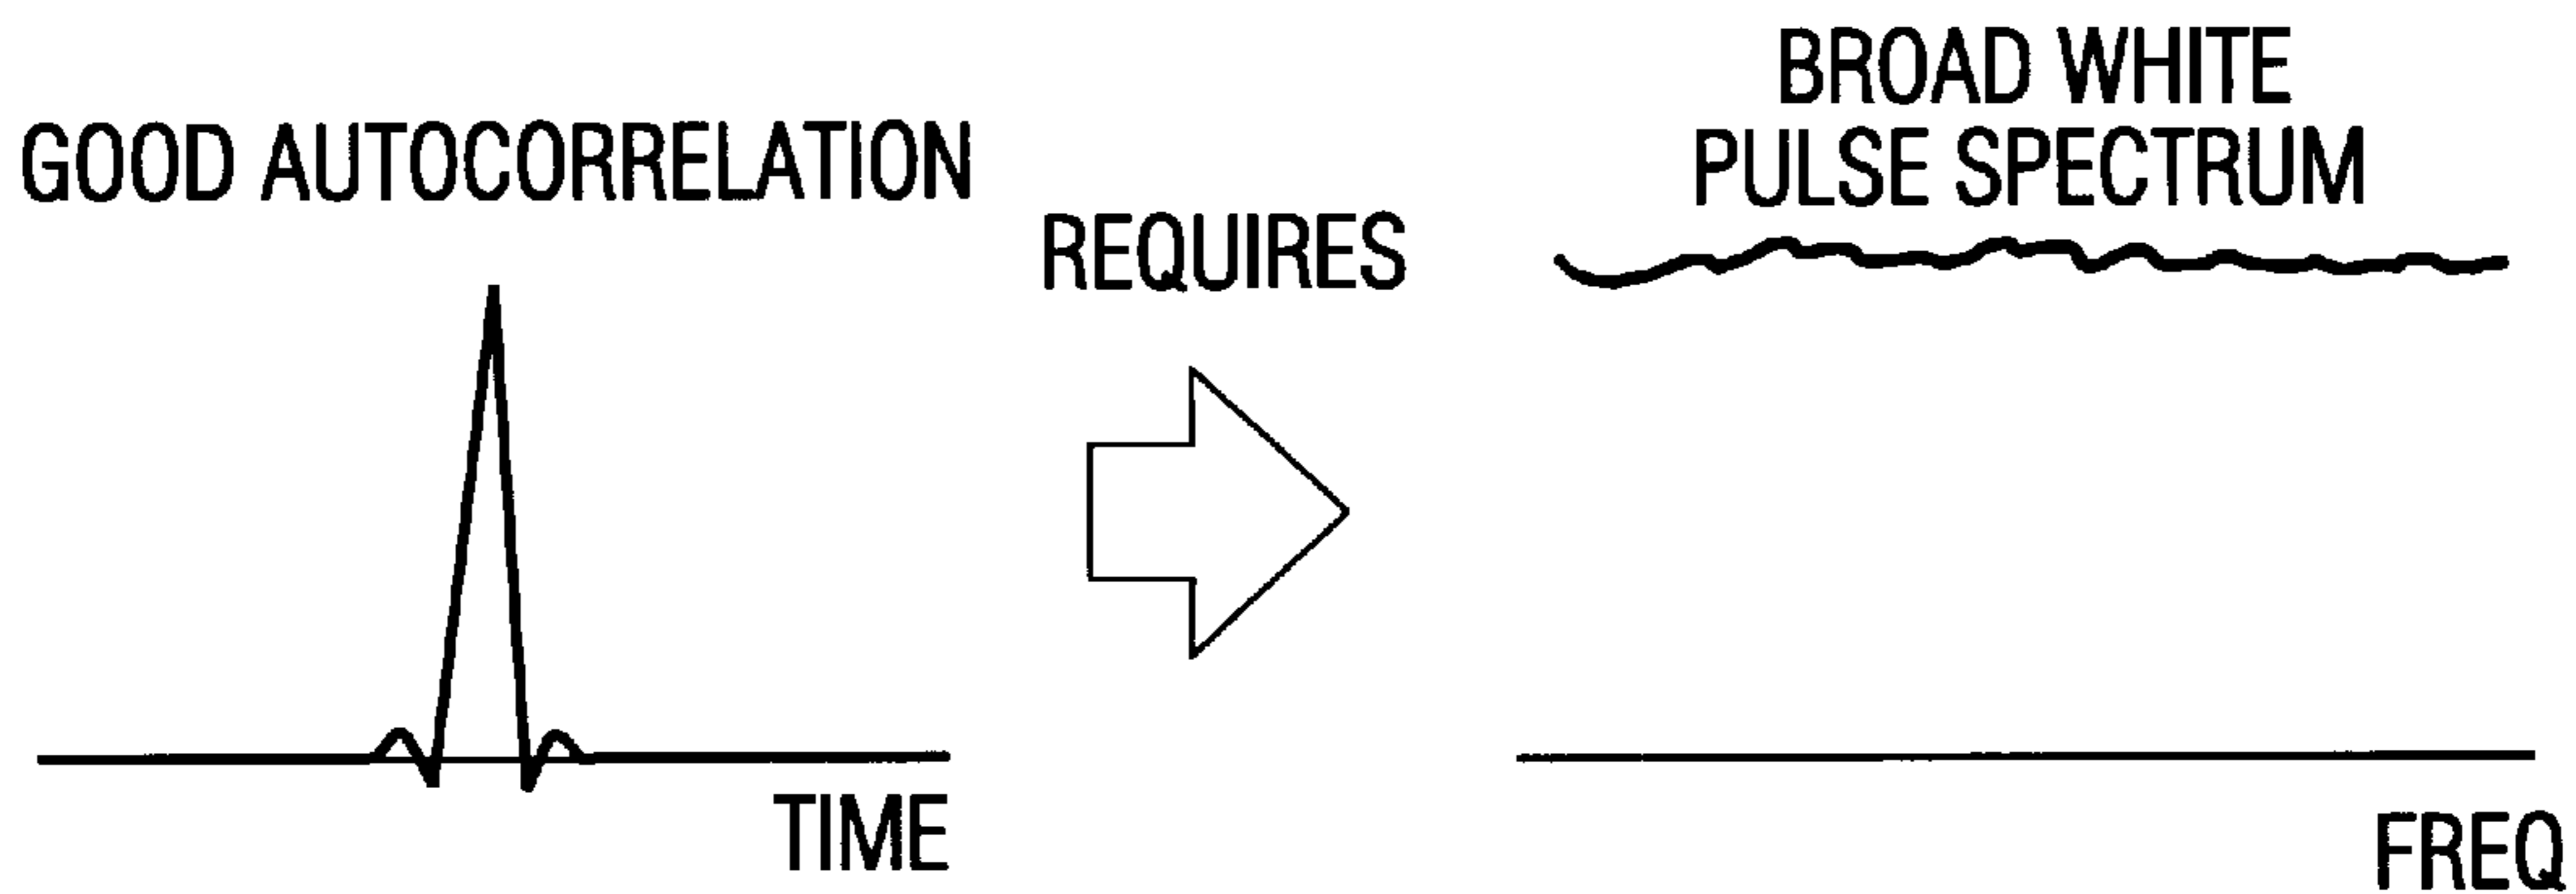 GOOD AUTOCORRELATION
TIME
REQUIRES
BROAD WHITE
PULSE SPECTRUM
FREQ